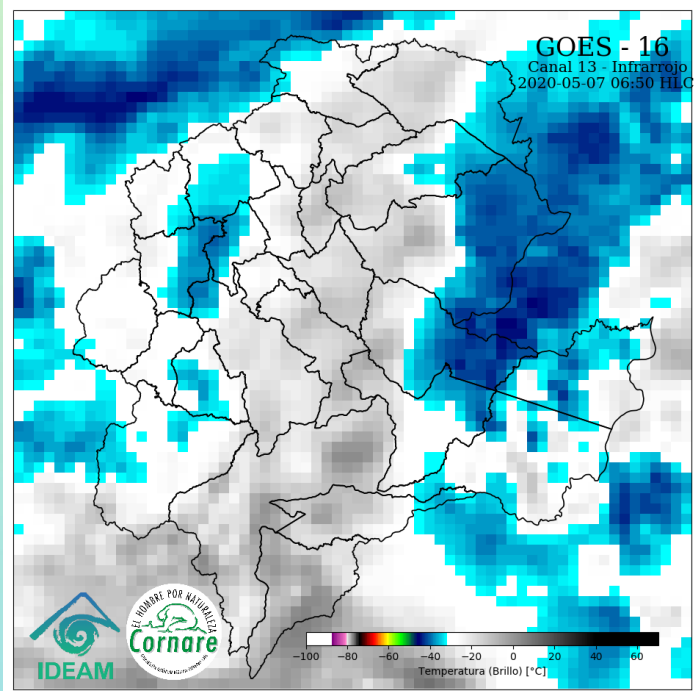 GOES - 16
Canal 13 - Infrarrojo
2020-05-07 06:50 HLC
EL HOMBRE POR NATURALEZA
Cornare
IDEAM
−100 −80 −60 −40 −20 0 20 40 60
Temperatura (Brillo) [°C]